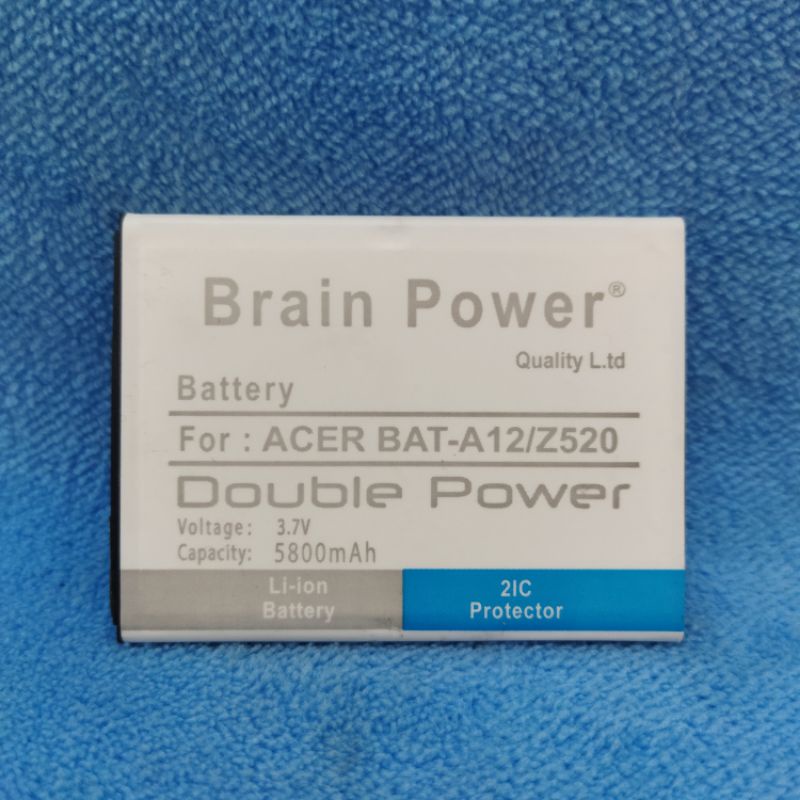 Brain Power®
Quality L.td
Battery
For : ACER BAT-A12/Z520
Double Power
Voltage: 3.7V
Capacity: 5800mAh
Li-ion
Battery
2IC
Protector